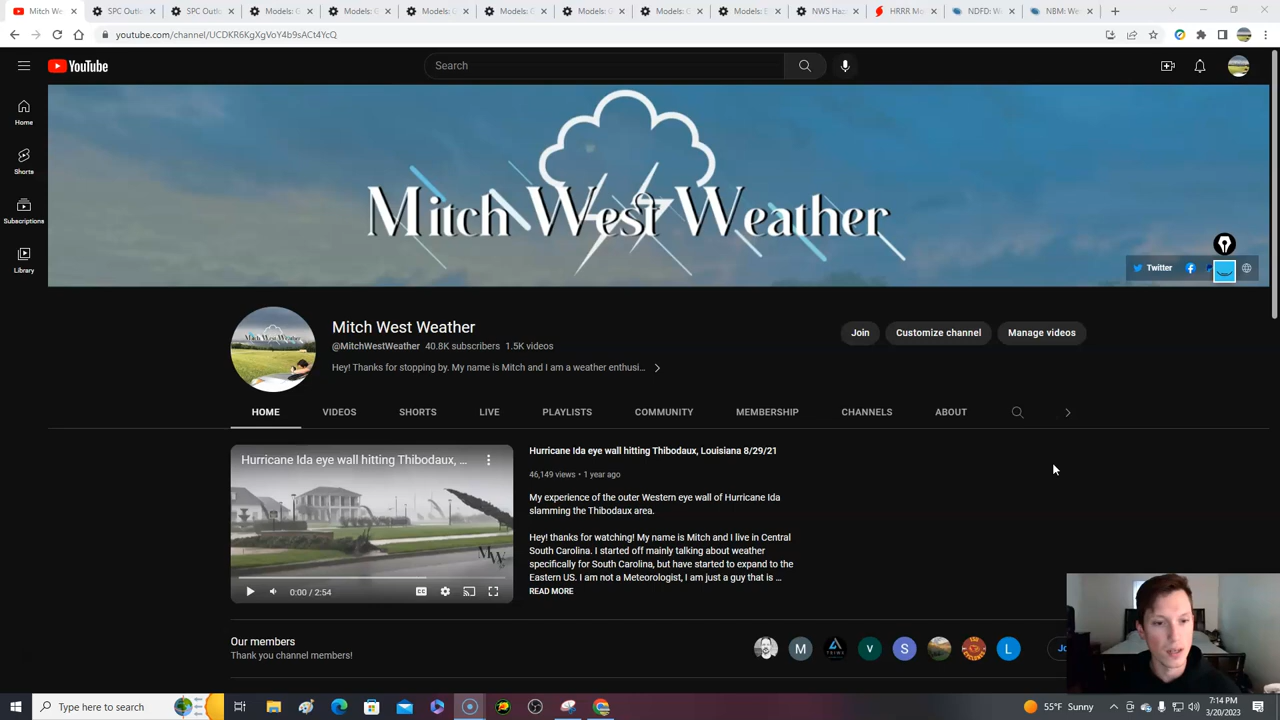 Mitch We
SPC Outl
SPC Outl
Models: G
Models: G
Models: G
Models: G
Models: G
Models: G
Models: E
NWS Haz
HRRR Mo
NDFD: W
NBM: We
youtube.com/channel/UCDKR6KgXgVoY4b9sACt4YcQ
YouTube
Search
Home
Shorts
Subscriptions
Library
Mitch West Weather
Twitter
Mitch West Weather
@MitchWestWeather 40.8K subscribers 1.5K videos
Hey! Thanks for stopping by. My name is Mitch and I am a weather enthusi...
Join
Customize channel
Manage videos
HOME
VIDEOS
SHORTS
LIVE
PLAYLISTS
COMMUNITY
MEMBERSHIP
CHANNELS
ABOUT
Hurricane Ida eye wall hitting Thibodaux, ...
0:00 / 2:54
Hurricane Ida eye wall hitting Thibodaux, Louisiana 8/29/21
46,149 views • 1 year ago
My experience of the outer Western eye wall of Hurricane Ida
slamming the Thibodaux area.
Hey! thanks for watching! My name is Mitch and I live in Central
South Carolina. I started off mainly talking about weather
specifically for South Carolina, but have started to expand to the
Eastern US. I am not a Meteorologist, I am just a guy that is ...
READ MORE
Our members
Thank you channel members!
M
V
S
L
Type here to search
55°F Sunny
7:14 PM
3/20/2023